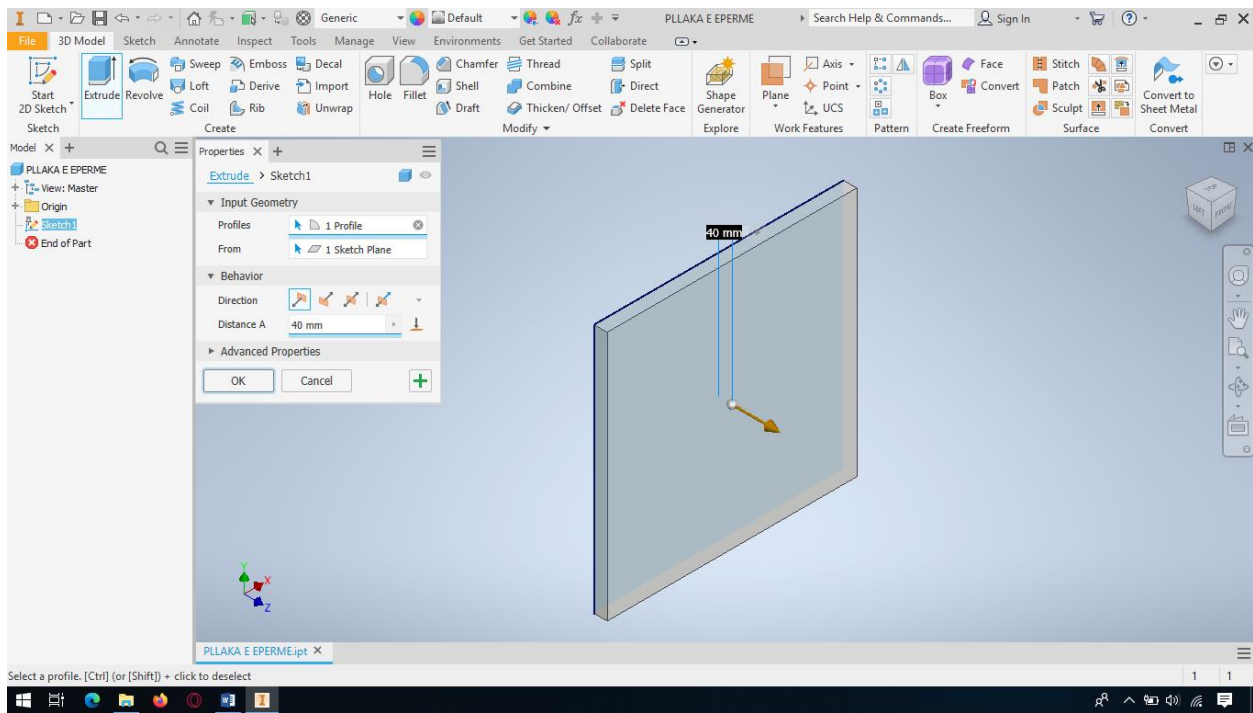 Generic Default fx PLLAKA E EPERME Search Help & Commands... Sign In
File 3D Model Sketch Annotate Inspect Tools Manage View Environments Get Started Collaborate
Sweep Emboss Decal Chamfer Thread Split Axis Face Stitch
Start 2D Sketch Extrude Revolve Loft Derive Import Hole Fillet Shell Combine Direct Shape Generator Plane Point Box Convert Patch Convert to Sheet Metal
Coil Rib Unwrap Draft Thicken/ Offset Delete Face UCS Sculpt
Sketch Create Modify Explore Work Features Pattern Create Freeform Surface Convert
Model Properties
PLLAKA E EPERME
View: Master
Origin
Sketch1
End of Part
Extrude > Sketch1
Input Geometry
Profiles 1 Profile
From 1 Sketch Plane
Behavior
Direction
Distance A 40 mm
Advanced Properties
OK Cancel
40 mm
TOP
LEFT FRONT
Y
X
Z
PLLAKA E EPERME.ipt
Select a profile. [Ctrl] (or [Shift]) + click to deselect 1 1